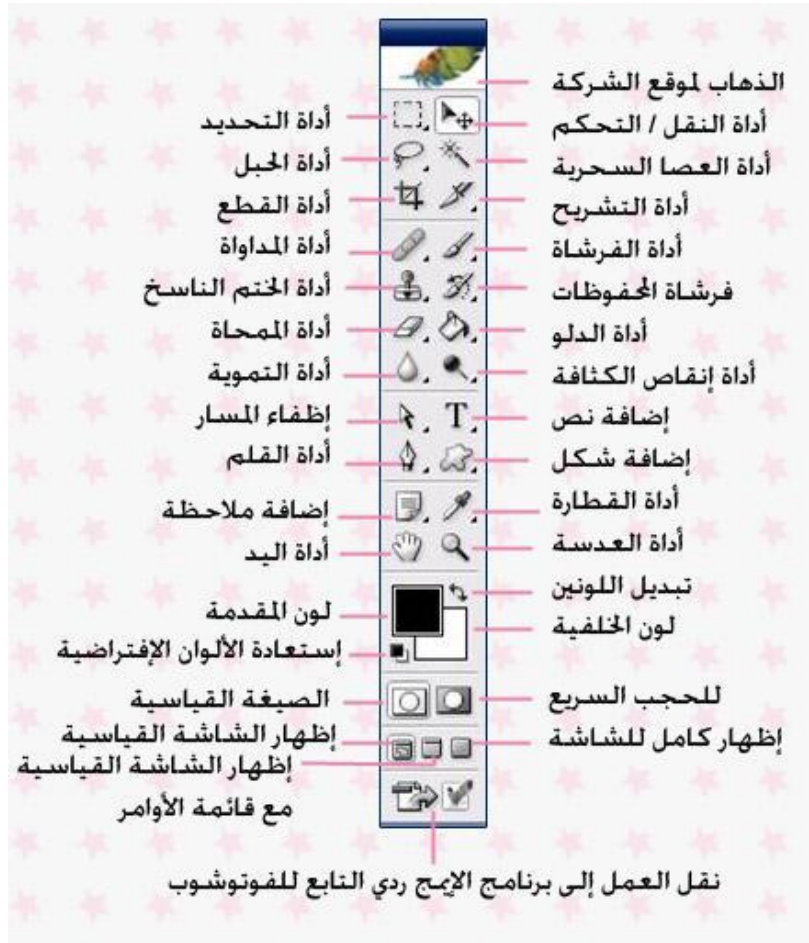 الذهاب لموقع الشركة
أداة النقل / التحكم
أداة التحديد
أداة العصا السحرية
أداة الحبل
أداة التشريح
أداة القطع
أداة الفرشاة
أداة المداواة
فرشاة المحفوظات
أداة الختم الناسخ
أداة الدلو
أداة الممحاة
أداة إنقاص الكثافة
أداة التموية
إضافة نص
إظفاء المسار
إضافة شكل
أداة القلم
أداة القطارة
إضافة ملاحظة
أداة العدسة
أداة اليد
تبديل اللونين
لون المقدمة
لون الخلفية
إستعادة الألوان الإفتراضية
للحجب السريع
الصيغة القياسية
إظهار كامل للشاشة
إظهار الشاشة القياسية
إظهار الشاشة القياسية
مع قائمة الأوامر
نقل العمل إلى برنامج الإمج ردي التابع للفوتوشوب
T